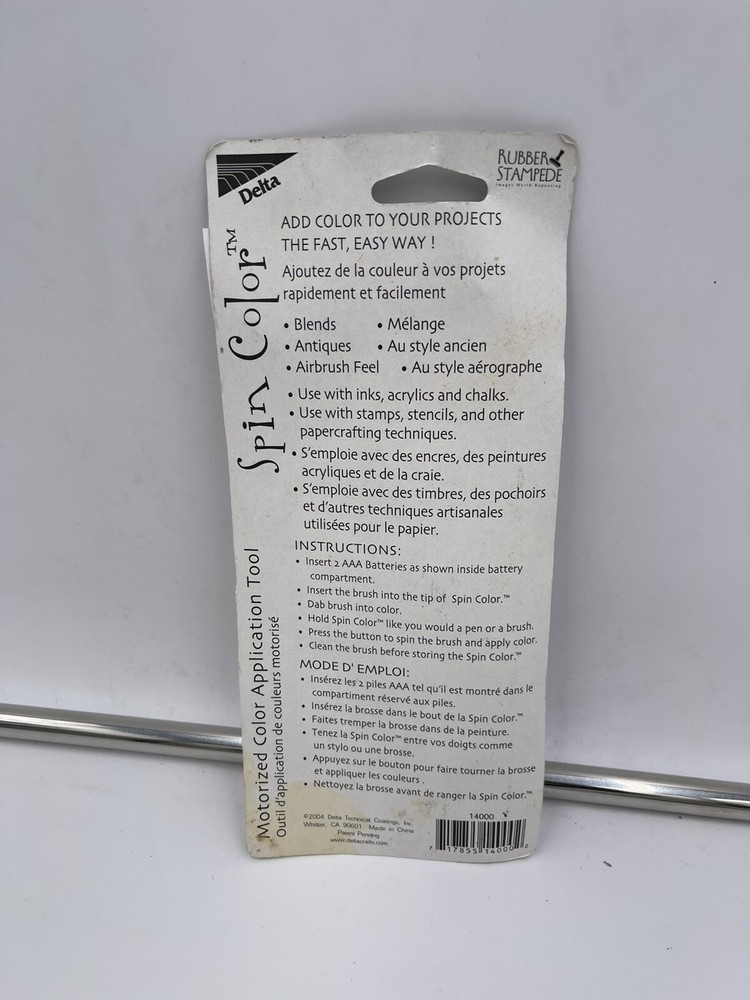 Delta
RUBBER
STAMPEDE
Images Worth Repeating
Spin Color™
Motorized Color Application Tool
Outil d'application de couleurs motorisé
ADD COLOR TO YOUR PROJECTS
THE FAST, EASY WAY !
Ajoutez de la couleur à vos projets
rapidement et facilement
• Blends • Mélange
• Antiques • Au style ancien
• Airbrush Feel • Au style aérographe
• Use with inks, acrylics and chalks.
• Use with stamps, stencils, and other
papercrafting techniques.
• S'emploie avec des encres, des peintures
acryliques et de la craie.
• S'emploie avec des timbres, des pochoirs
et d'autres techniques artisanales
utilisées pour le papier.
INSTRUCTIONS:
• Insert 2 AAA Batteries as shown inside battery
compartment.
• Insert the brush into the tip of Spin Color.™
• Dab brush into color.
• Hold Spin Color™ like you would a pen or a brush.
• Press the button to spin the brush and apply color.
• Clean the brush before storing the Spin Color.™
MODE D' EMPLOI:
• Insérez les 2 piles AAA tel qu'il est montré dans le
compartiment réservé aux piles.
• Insérez la brosse dans le bout de la Spin Color.™
• Faites tremper la brosse dans de la peinture.
• Tenez la Spin Color™ entre vos doigts comme
un stylo ou une brosse.
• Appuyez sur le bouton pour faire tourner la brosse
et appliquer les couleurs .
• Nettoyez la brosse avant de ranger la Spin Color.™
©2004 Delta Technical Coatings, Inc.
Whittier, CA 90601 Made in China
Patent Pending
www.deltacrafts.com
14000
7 17855 14000 2